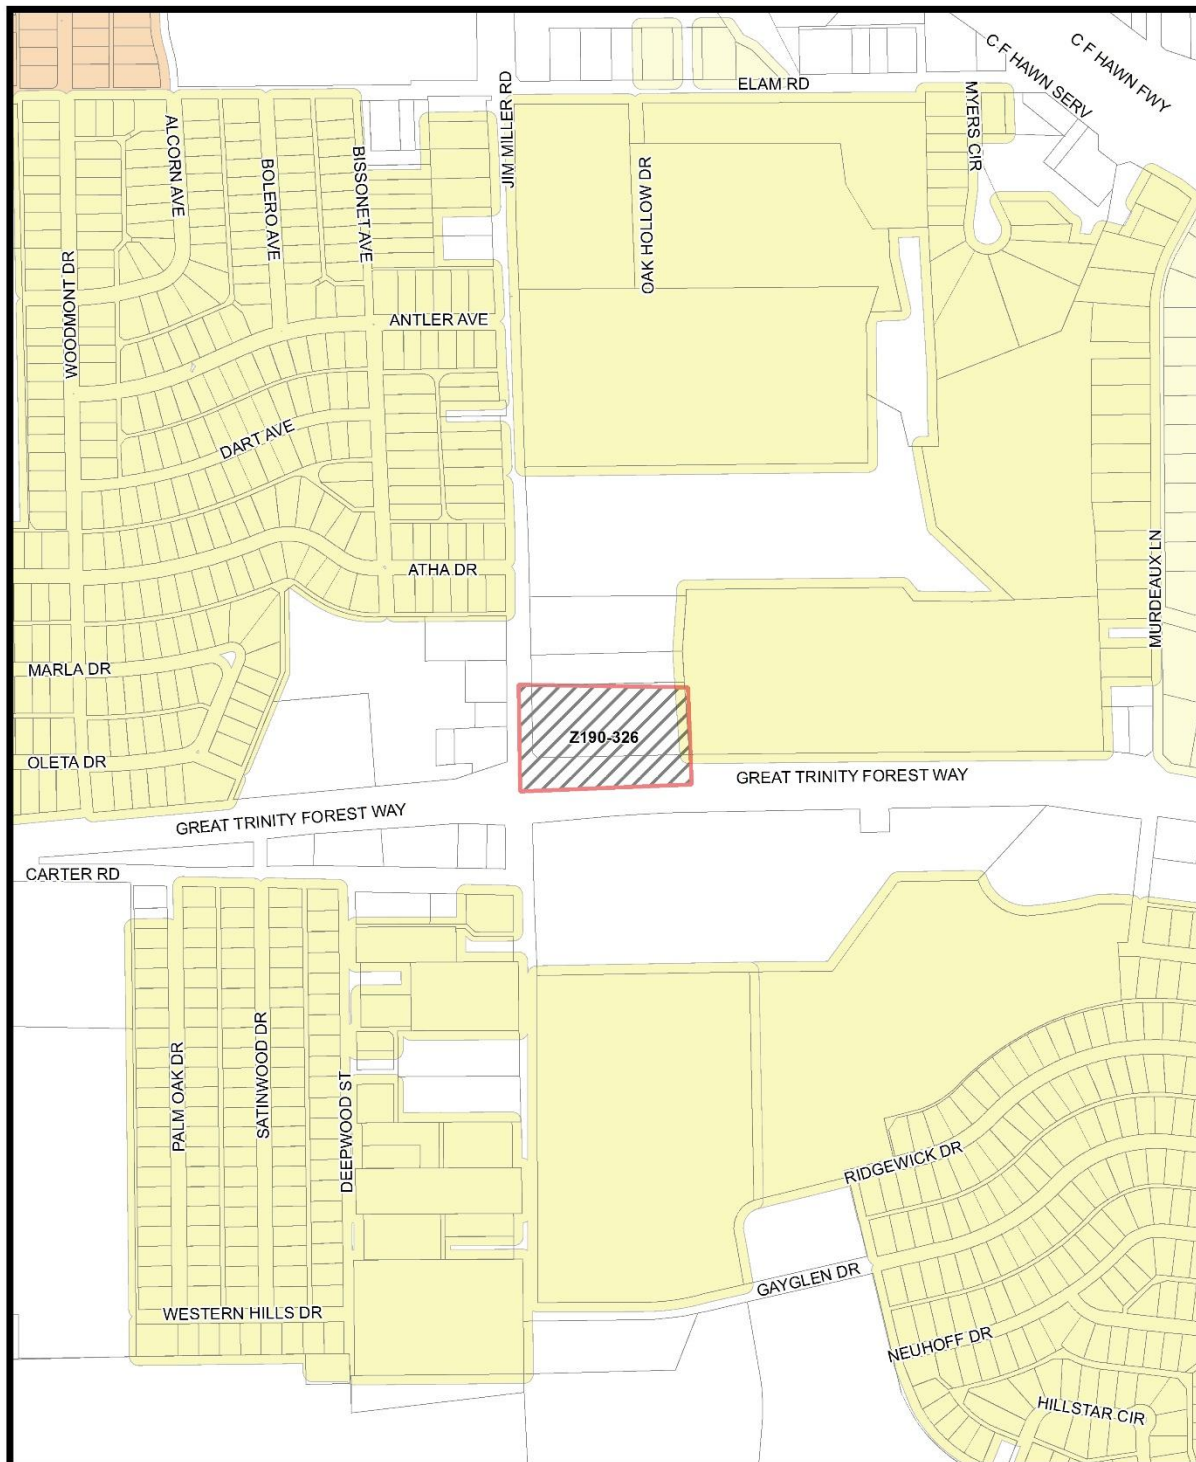 C F HAWN FWY
C F HAWN SERV
ELAM RD
JIM MILLER RD
MYERS CIR
ALCORN AVE
BOLERO AVE
BISSONET AVE
OAK HOLLOW DR
WOODMONT DR
ANTLER AVE
DART AVE
ATHA DR
MURDEAUX LN
MARLA DR
Z190-326
OLETA DR
GREAT TRINITY FOREST WAY
GREAT TRINITY FOREST WAY
CARTER RD
PALM OAK DR
SATINWOOD DR
DEEPWOOD ST
RIDGEWICK DR
GAYGLEN DR
WESTERN HILLS DR
NEUHOFF DR
HILLSTAR CIR